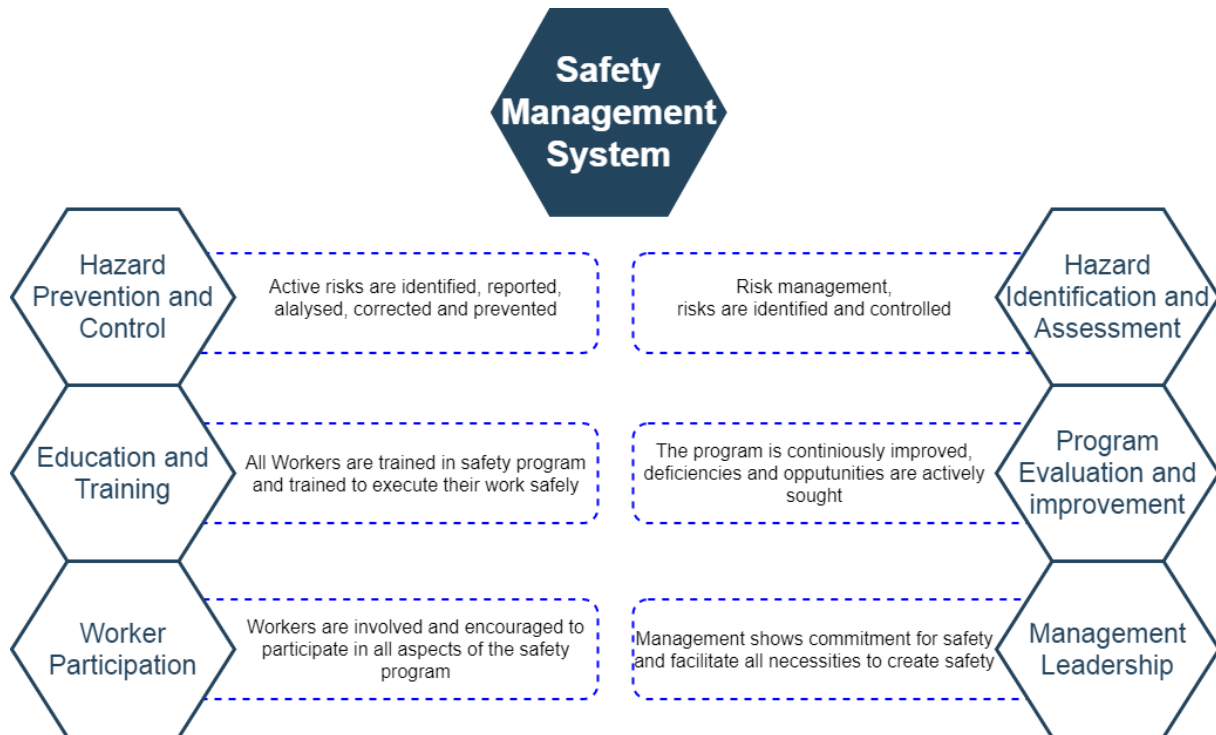 Safety
Management
System
Hazard
Prevention and
Control
Active risks are identified, reported,
alalysed, corrected and prevented
Risk management,
risks are identified and controlled
Hazard
Identification and
Assessment
Education and
Training
All Workers are trained in safety program
and trained to execute their work safely
The program is continiously improved,
deficiencies and opputunities are actively
sought
Program
Evaluation and
improvement
Worker
Participation
Workers are involved and encouraged to
participate in all aspects of the safety
program
Management shows commitment for safety
and facilitate all necessities to create safety
Management
Leadership